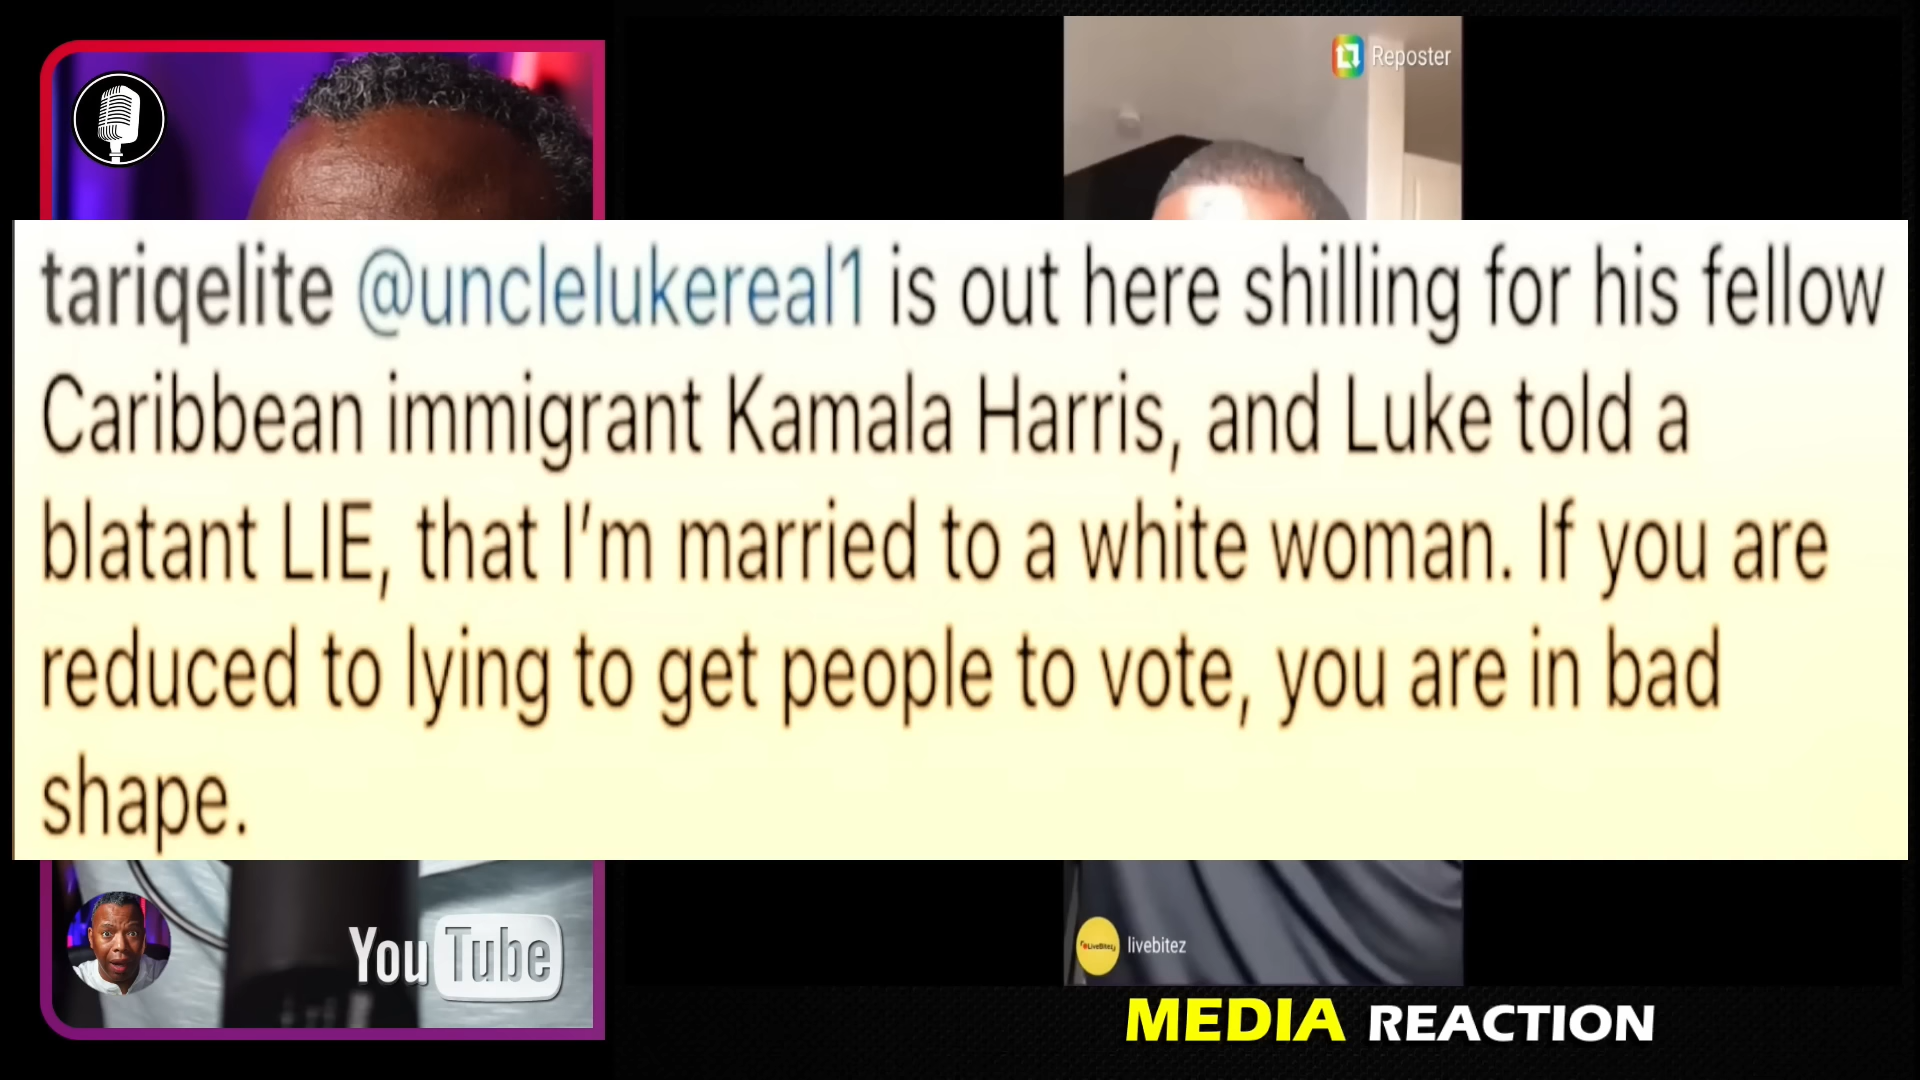 Reposter
tariqelite @unclelukereal1 is out here shilling for his fellow
Caribbean immigrant Kamala Harris, and Luke told a
blatant LIE, that I’m married to a white woman. If you are
reduced to lying to get people to vote, you are in bad
shape.
YouTube
livebitez
MEDIA REACTION